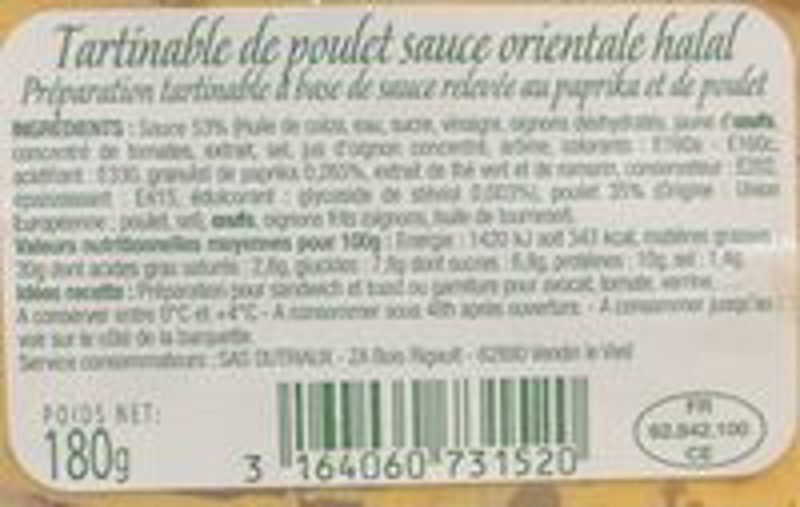 Tartinable de poulet sauce orientale halal
Préparation tartinable à base de sauce relevée au paprika et de poulet
INGRÉDIENTS : Sauce 53% (Huile de colza, eau, sucre, vinaigre, oignons déshydratés, jaune d'œufs,
concentré de tomates, extrait, sel, jus d'oignon concentré, arôme, colorants : E160a - E160c,
acidifiant : E330, granulés de paprika 0,265%, extrait de thé vert et de romarin, conservateur : E202,
épaississant : E415, édulcorant : glycoside de stéviol 0,003%), poulet 35% (Origine : Union
Européenne : poulet, sel), œufs, oignons frits (oignons, huile de tournesol).
Valeurs nutritionnelles moyennes pour 100g : Energie : 1420 kJ soit 343 kcal, matières grasses :
30g dont acides gras saturés : 2,8g, glucides : 7,8g dont sucres : 6,8g, protéines : 10g, sel : 1,4g.
Idées recette : Préparation pour sandwich et toast ou garniture pour avocat, tomate, verrine.
A conserver entre 0°C et +4°C - A consommer sous 48h après ouverture. - A consommer jusqu'au :
voir sur le côté de la barquette.
Service consommateurs : SAS DUTRIAUX - ZA Bois Rigault - 62880 Vendin le Vieil
POIDS NET:
180g
3 164060 731520
FR
62.842.100
CE